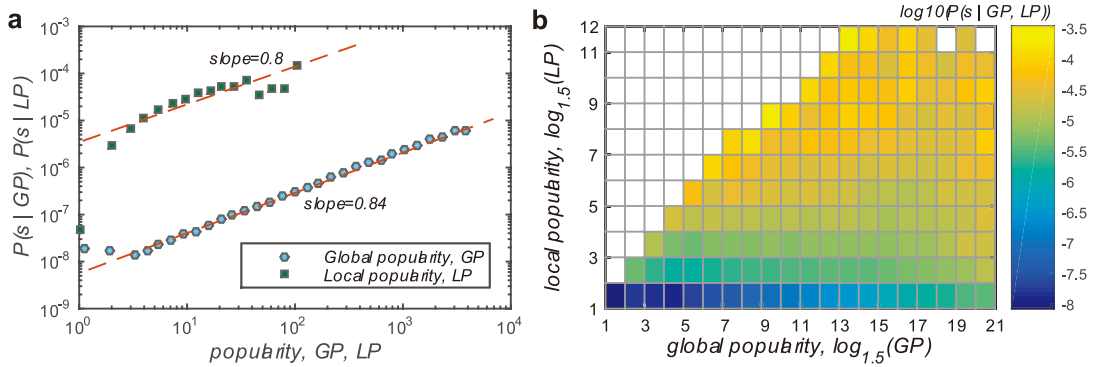 a
10^-3
10^-4
10^-5
10^-6
10^-7
10^-8
10^-9
P(s | GP), P(s | LP)
slope=0.8
slope=0.84
Global popularity, GP
Local popularity, LP
10^0
10^1
10^2
10^3
10^4
popularity, GP, LP
b
log10(P(s | GP, LP))
12
11
9
7
5
3
1
local popularity, log_1.5(LP)
1 3 5 7 9 11 13 15 17 19 21
global popularity, log_1.5(GP)
-3.5
-4
-4.5
-5
-5.5
-6
-6.5
-7
-7.5
-8